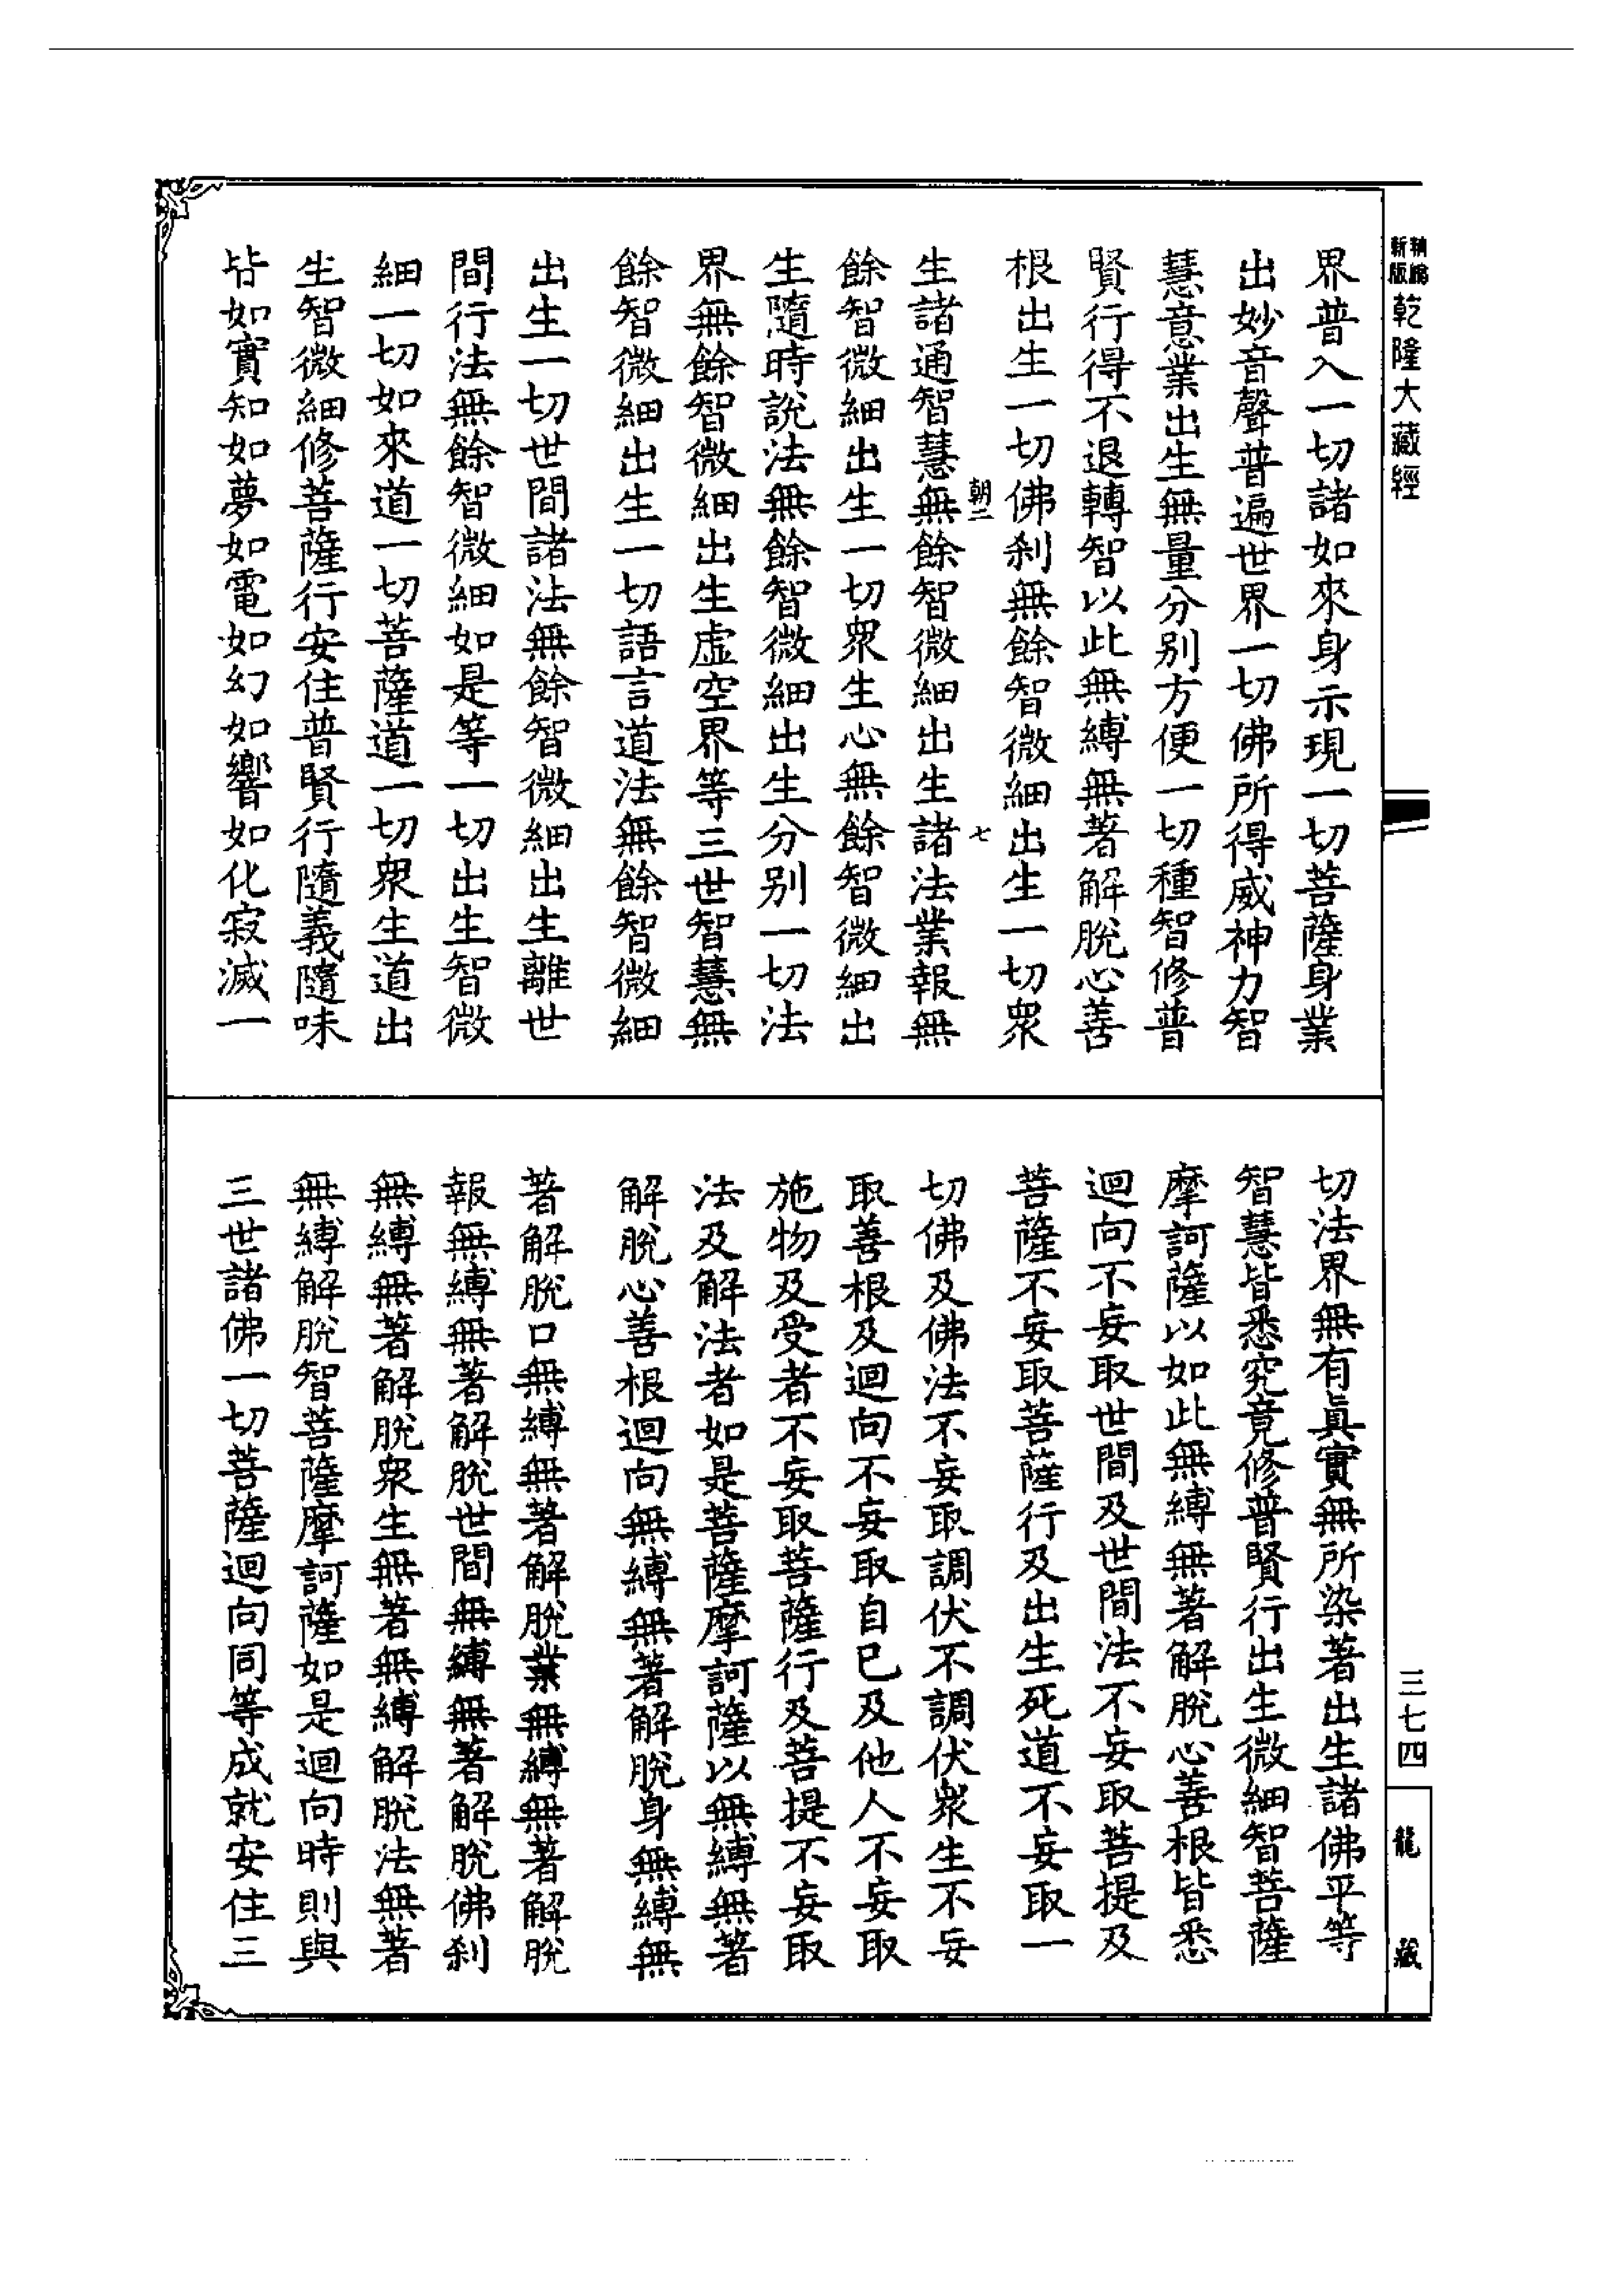 新編
縮版
乾隆大藏經
界普入一切諸如來身示現一切菩薩身業
出妙音聲普遍世界一切佛所得威神力智
慧意業出生無量分別方便一切種智修普
賢行得不退轉智以此無縛無著解脫心善
根出生一切佛刹無餘智微細出生一切衆
朝二
七
生諸通智慧無餘智微細出生諸法業報無
餘智微細出生一切衆生心無餘智微細出
生隨時說法無餘智微細出生分別一切法
界無餘智微細出生虛空界等三世智慧無
餘智微細出生一切語言道法無餘智微細
出生一切世間諸法無餘智微細出生離世
間行法無餘智微細如是等一切出生智微
細一切如來道一切菩薩道一切衆生道出
生智微細修菩薩行安住普賢行隨義隨味
皆如實知如夢如電如幻如響如化寂滅一
切法界無有眞實無所染著出生諸佛平等
智慧皆悉究竟修普賢行出生微細智菩薩
摩訶薩以如此無縛無著解脫心善根皆悉
迴向不妄取世間及世間法不妄取菩提及
菩薩不妄取菩薩行及出生死道不妄取一
切佛及佛法不妄取調伏不調伏衆生不妄
取善根及迴向不妄取自已及他人不妄取
施物及受者不妄取菩薩行及菩提不妄取
法及解法者如是菩薩摩訶薩以無縛無著
解脫心善根迴向無縛無著解脫身無縛無
著解脫口無縛無著解脫業無縛無著解脫
報無縛無著解脫世間無縛無著解脫佛刹
無縛無著解脫衆生無著無縛解脫法無著
無縛解脫智菩薩摩訶薩如是迴向時則與
三世諸佛一切菩薩迴向同等成就安住三
三七四
龍藏